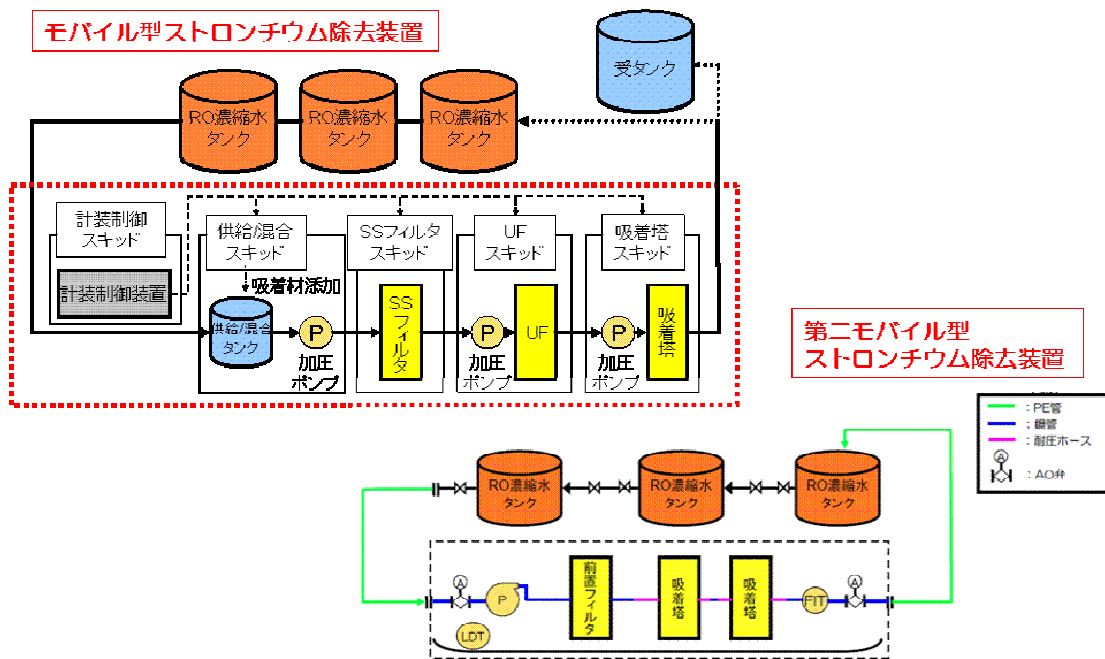 モバイル型ストロンチウム除去装置
受タンク
RO濃縮水
タンク
RO濃縮水
タンク
RO濃縮水
タンク
計装制御
スキッド
供給/混合
スキッド
SSフィルタ
スキッド
UF
スキッド
吸着塔
スキッド
計装制御装置
吸着材添加
供給/混合
タンク
P
加圧
ポンプ
SSフィルタ
P
加圧
ポンプ
UF
P
加圧
ポンプ
吸着塔
第二モバイル型
ストロンチウム除去装置
：PE管
：鋼管
：耐圧ホース
A
：AO弁
RO濃縮水
タンク
RO濃縮水
タンク
RO濃縮水
タンク
A
P
前置フィルタ
吸着塔
吸着塔
FIT
A
LDT